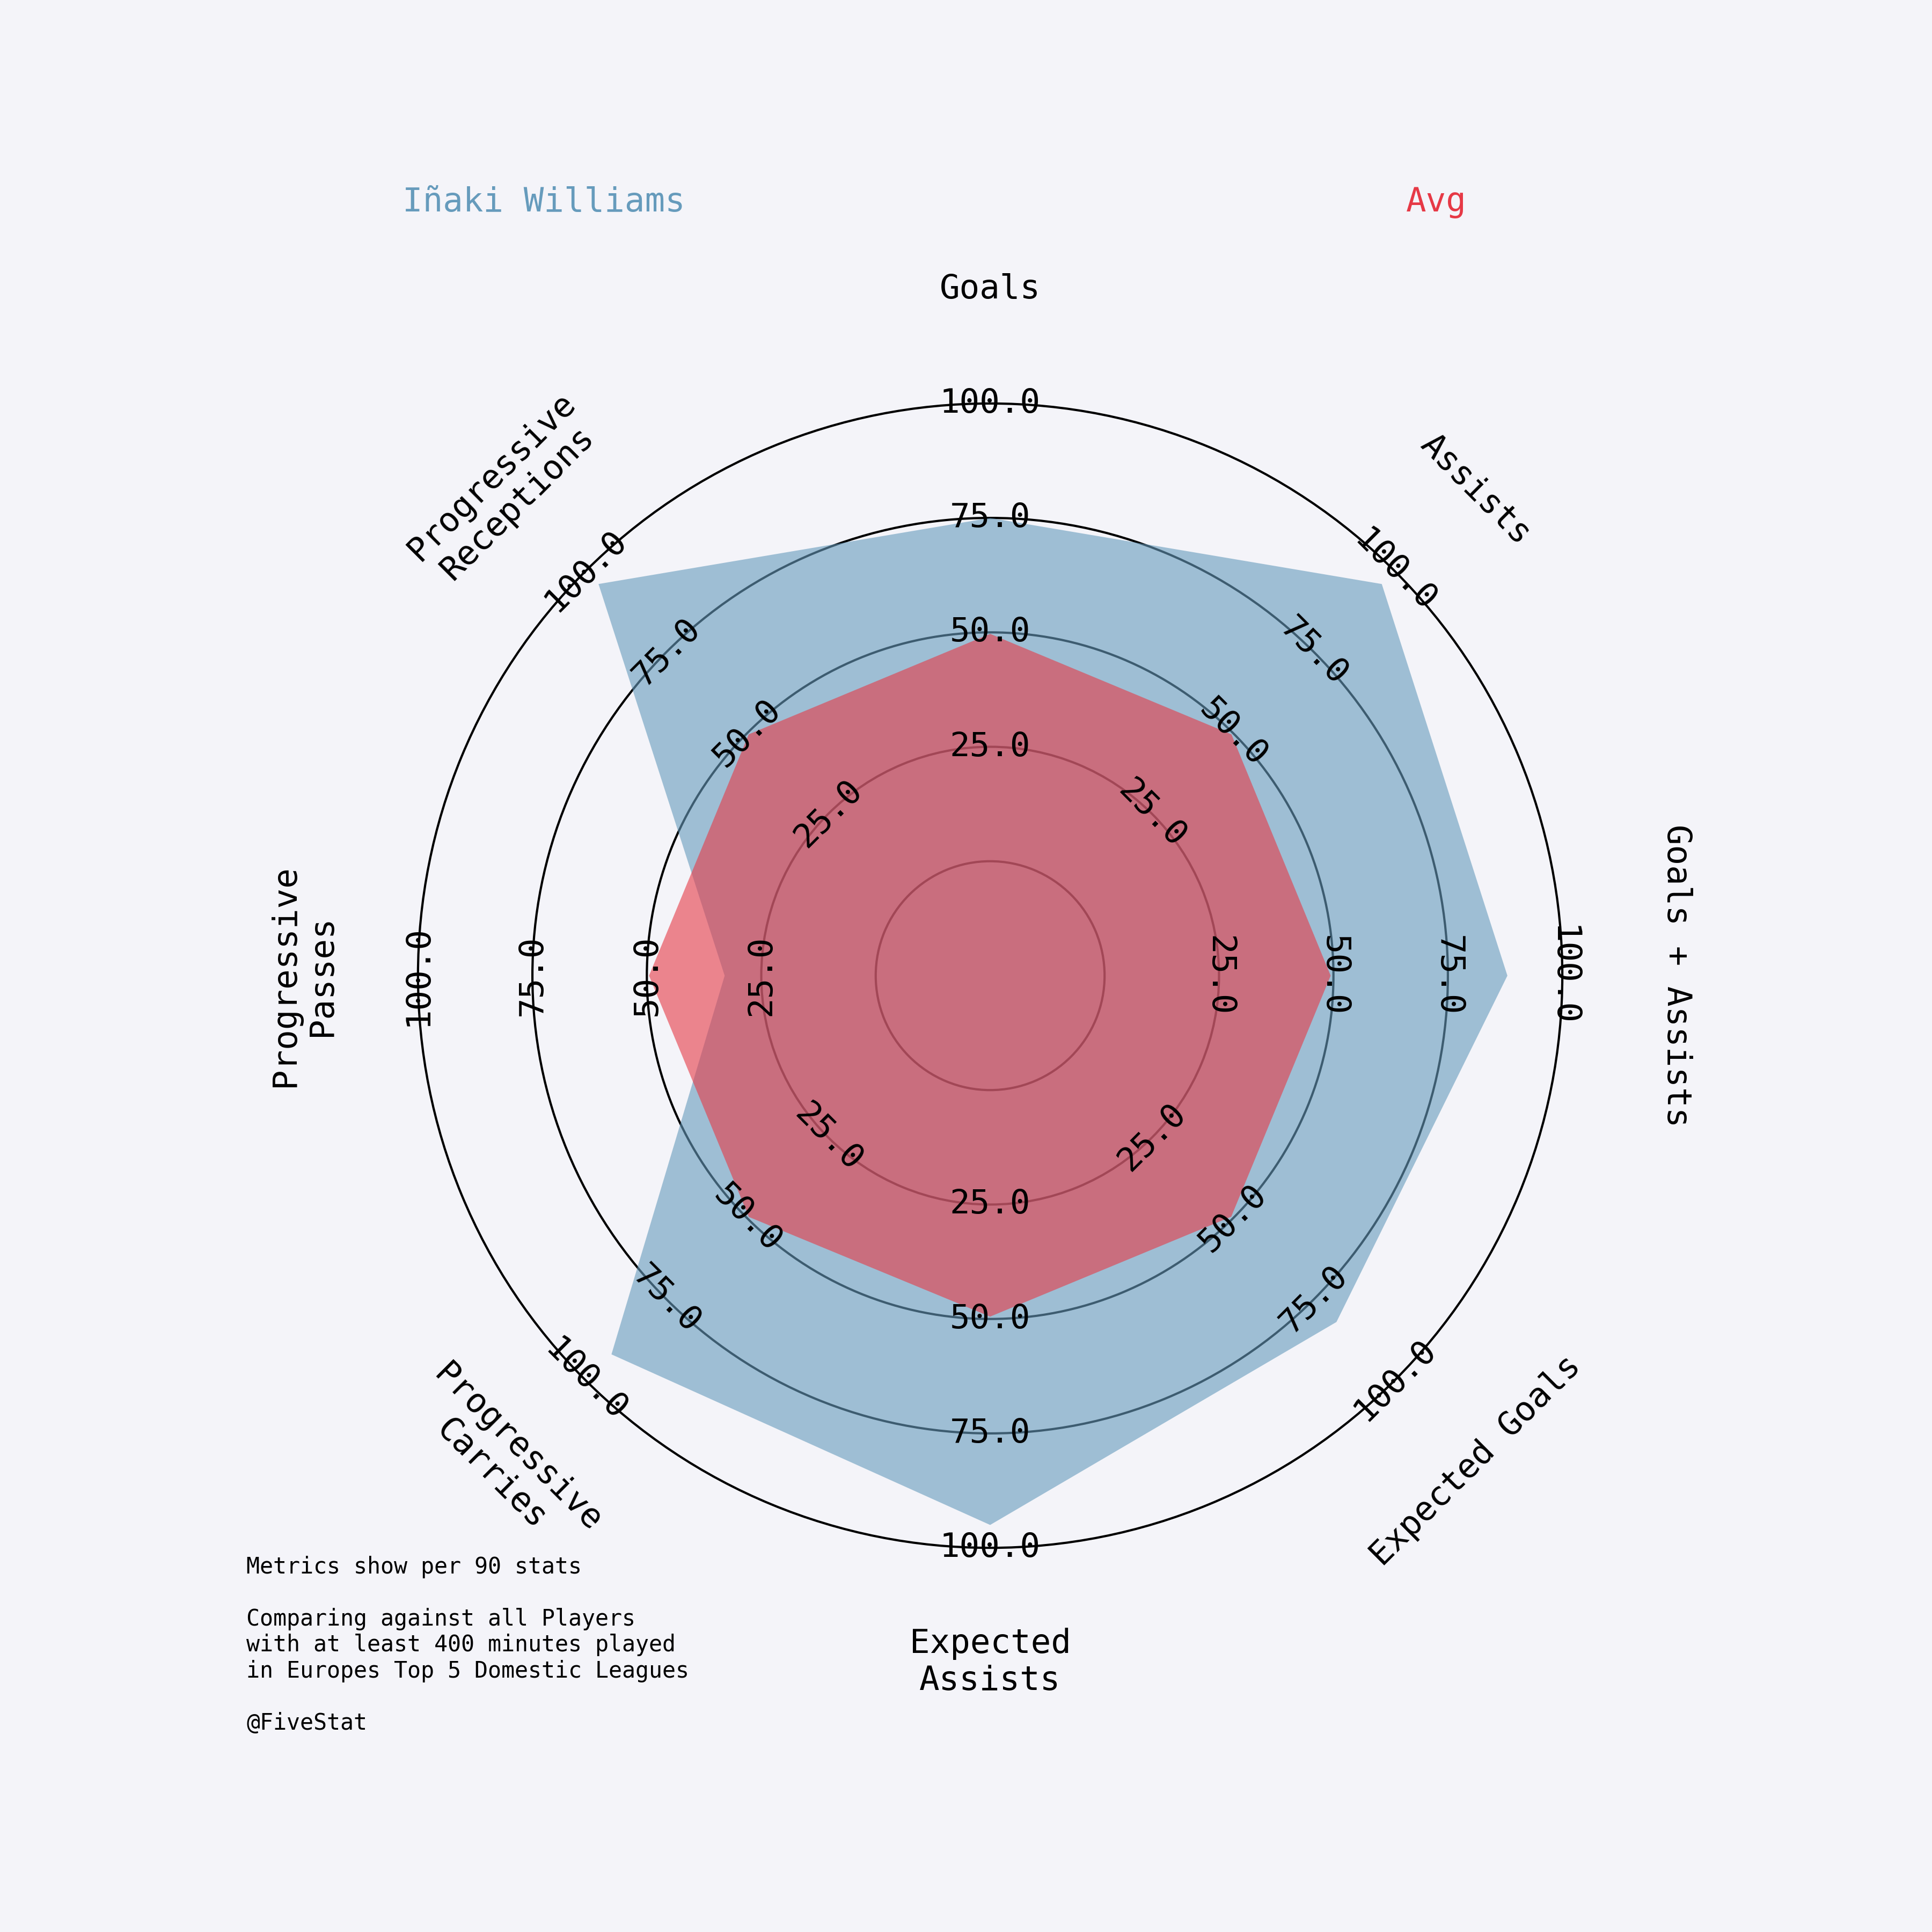 Iñaki Williams
Avg
Goals
Assists
Goals + Assists
Expected Goals
Expected
Assists
Progressive
Carries
Progressive
Passes
Progressive
Receptions
25.0
50.0
75.0
100.0
25.0
50.0
75.0
100.0
25.0
50.0
75.0
100.0
25.0
50.0
75.0
100.0
25.0
50.0
75.0
100.0
25.0
50.0
75.0
100.0
25.0
50.0
75.0
100.0
25.0
50.0
75.0
100.0
Metrics show per 90 stats
Comparing against all Players
with at least 400 minutes played
in Europes Top 5 Domestic Leagues
@FiveStat